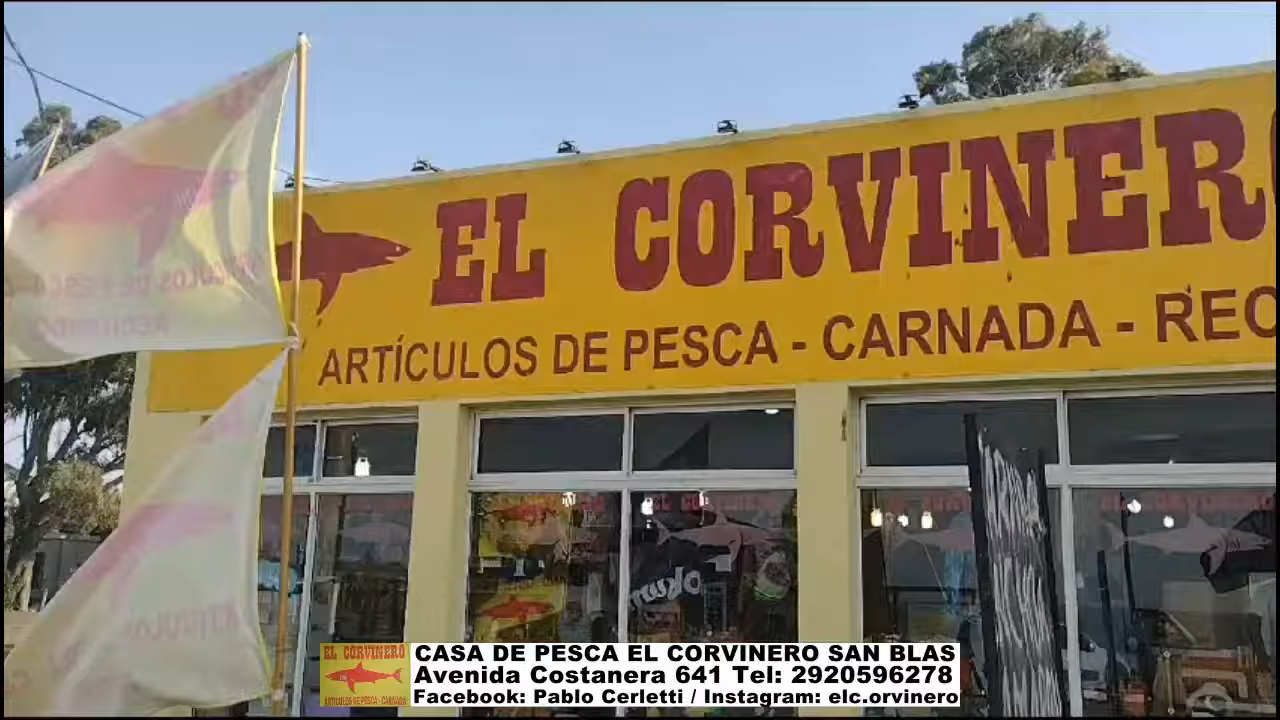 EL CORVINERO
ARTÍCULOS DE PESCA - CARNADA - REC
EL CORVINERO
ARTICULOS DE PESCA - CARNADA
CASA DE PESCA EL CORVINERO SAN BLAS
Avenida Costanera 641 Tel: 2920596278
Facebook: Pablo Cerletti / Instagram: elc.orvinero